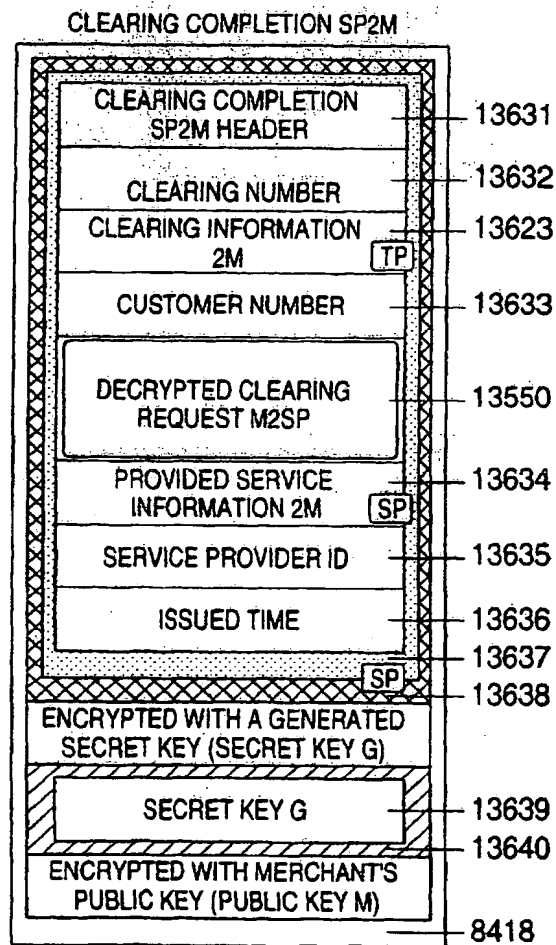 CLEARING COMPLETION SP2M
CLEARING COMPLETION
SP2M HEADER
13631
CLEARING NUMBER
13632
CLEARING INFORMATION
2M
TP
13623
CUSTOMER NUMBER
13633
DECRYPTED CLEARING
REQUEST M2SP
13550
PROVIDED SERVICE
INFORMATION 2M
SP
13634
SERVICE PROVIDER ID
13635
ISSUED TIME
13636
13637
SP
13638
ENCRYPTED WITH A GENERATED
SECRET KEY (SECRET KEY G)
SECRET KEY G
13639
13640
ENCRYPTED WITH MERCHANT'S
PUBLIC KEY (PUBLIC KEY M)
8418